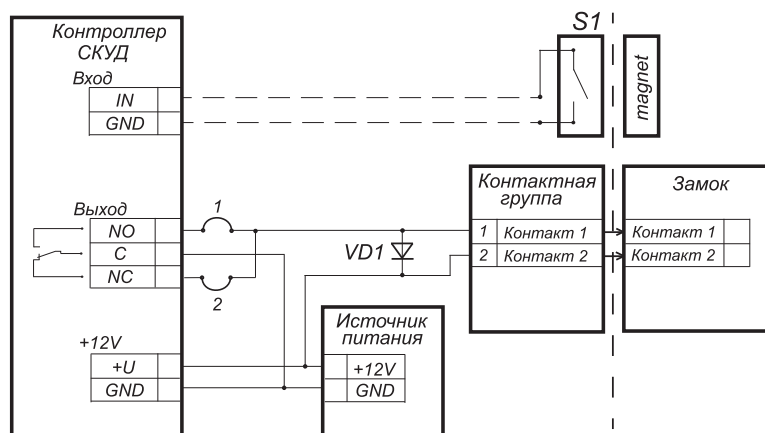 Контроллер
СКУД
S1
magnet
Вход
IN
GND
Выход
NO
C
NC
1
2
VD1
Контактная
группа
1 Контакт 1
2 Контакт 2
Замок
Контакт 1
Контакт 2
+12V
+U
GND
Источник
питания
+12V
GND